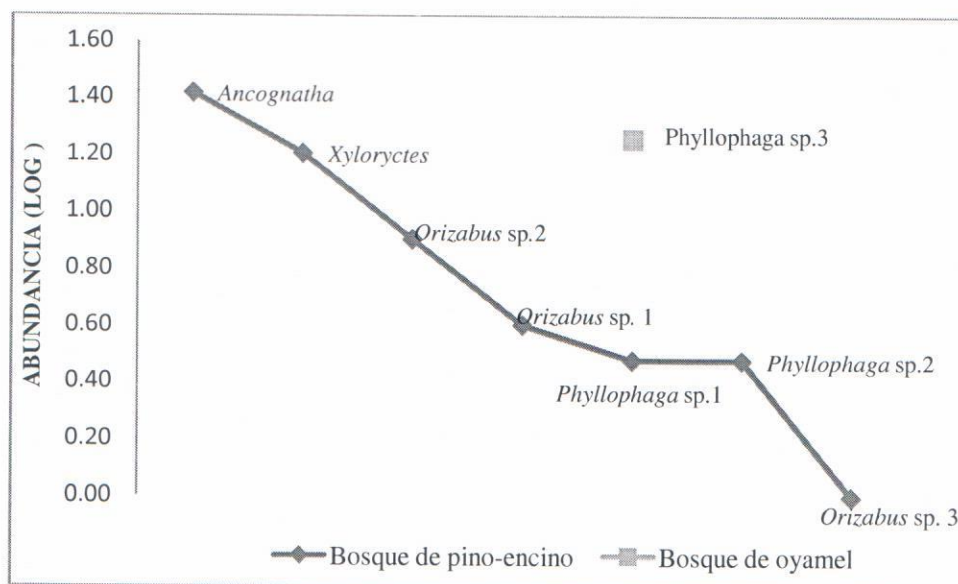 1.60
1.40
Ancognatha
1.20
Xyloryctes
Phyllophaga sp.3
1.00
Orizabus sp.2
0.80
0.60
Orizabus sp. 1
0.40
Phyllophaga sp.1
Phyllophaga sp.2
0.20
0.00
Orizabus sp. 3
ABUNDANCIA (LOG )
Bosque de pino-encino
Bosque de oyamel